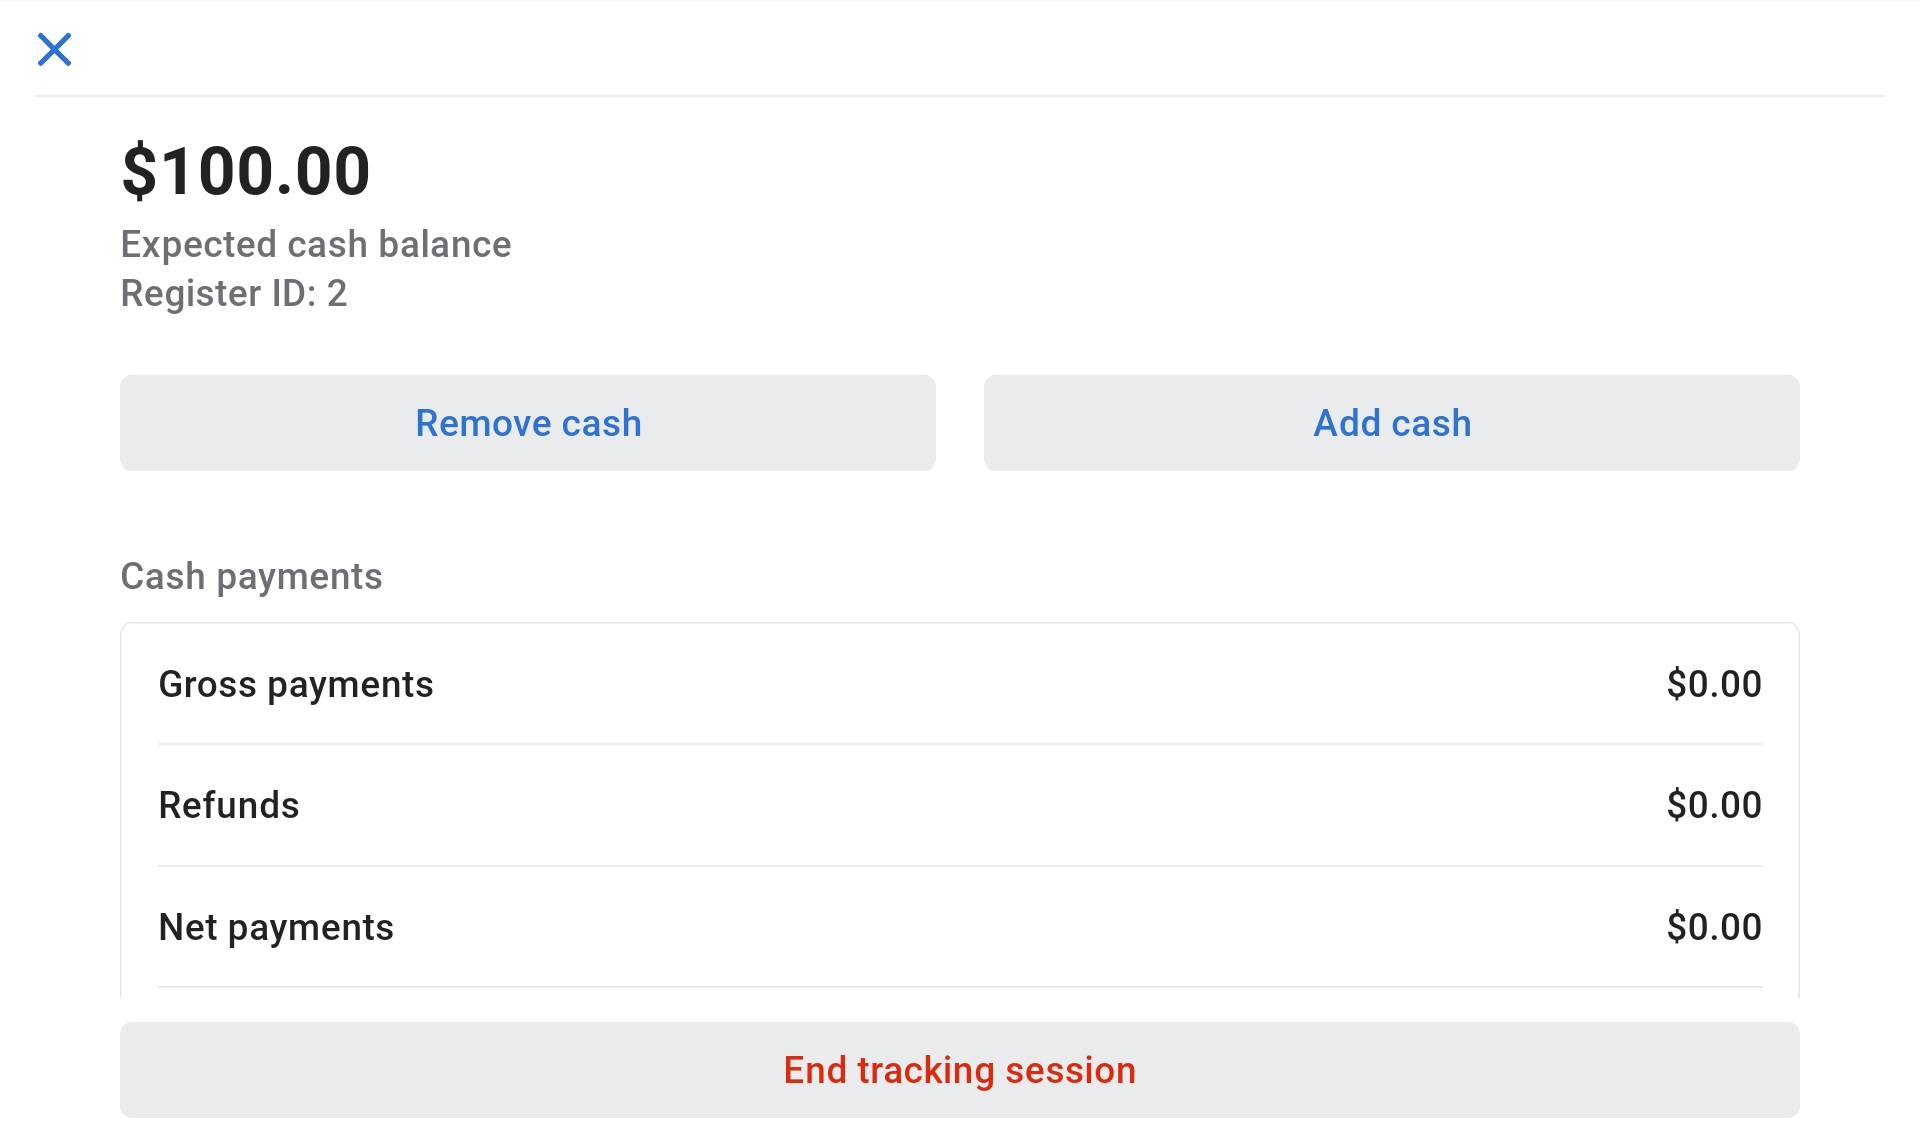 $100.00
Expected cash balance
Register ID: 2
Remove cash
Add cash
Cash payments
Gross payments $0.00
Refunds $0.00
Net payments $0.00
End tracking session